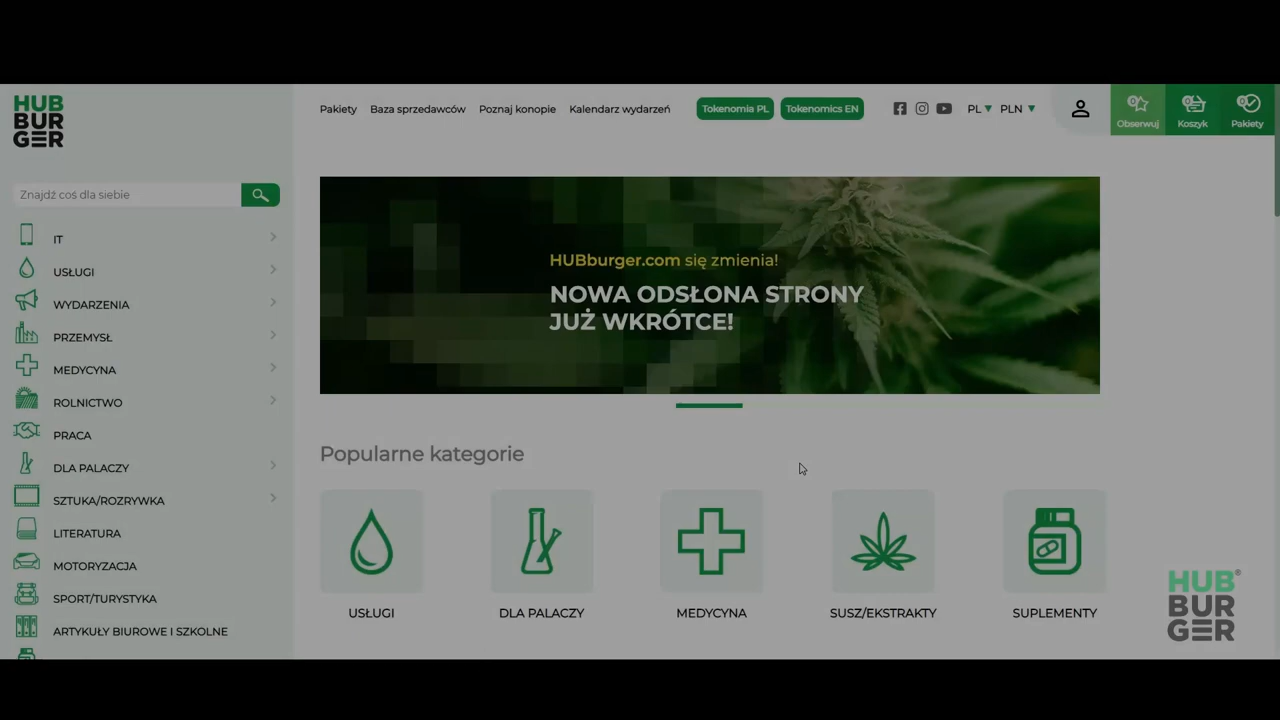 HUB
BUR
GER
Pakiety Baza sprzedawców Poznaj konopie Kalendarz wydarzeń Tokenomia PL Tokenomics EN PL PLN
0 Obserwuj
0 Koszyk
0 Pakiety
Znajdź coś dla siebie
IT
USŁUGI
WYDARZENIA
PRZEMYSŁ
MEDYCYNA
ROLNICTWO
PRACA
DLA PALACZY
SZTUKA/ROZRYWKA
LITERATURA
MOTORYZACJA
SPORT/TURYSTYKA
ARTYKUŁY BIUROWE I SZKOLNE
HUBburger.com się zmienia!
NOWA ODSŁONA STRONY
JUŻ WKRÓTCE!
Popularne kategorie
USŁUGI
DLA PALACZY
MEDYCYNA
SUSZ/EKSTRAKTY
SUPLEMENTY
HUB®
BUR
GER